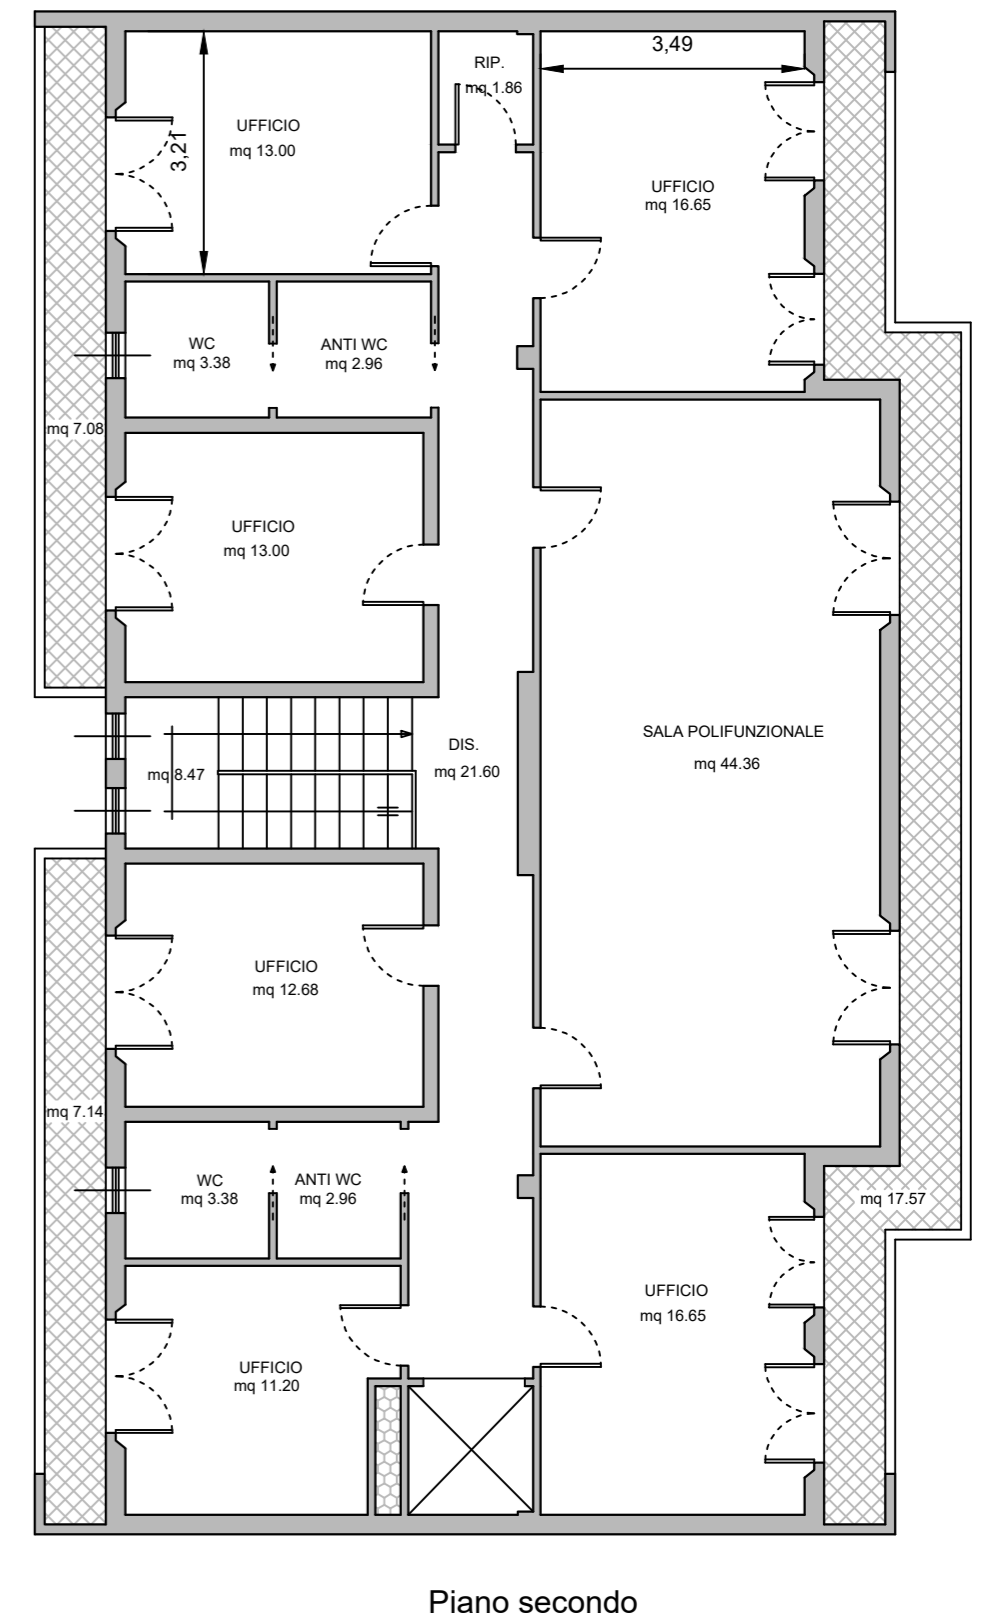 3,49
RIP.
mq 1.86
UFFICIO
mq 13.00
3,21
UFFICIO
mq 16.65
WC
mq 3.38
ANTI WC
mq 2.96
mq 7.08
UFFICIO
mq 13.00
SALA POLIFUNZIONALE
mq 44.36
DIS.
mq 21.60
mq 8.47
UFFICIO
mq 12.68
mq 7.14
WC
mq 3.38
ANTI WC
mq 2.96
mq 17.57
UFFICIO
mq 16.65
UFFICIO
mq 11.20
Piano secondo